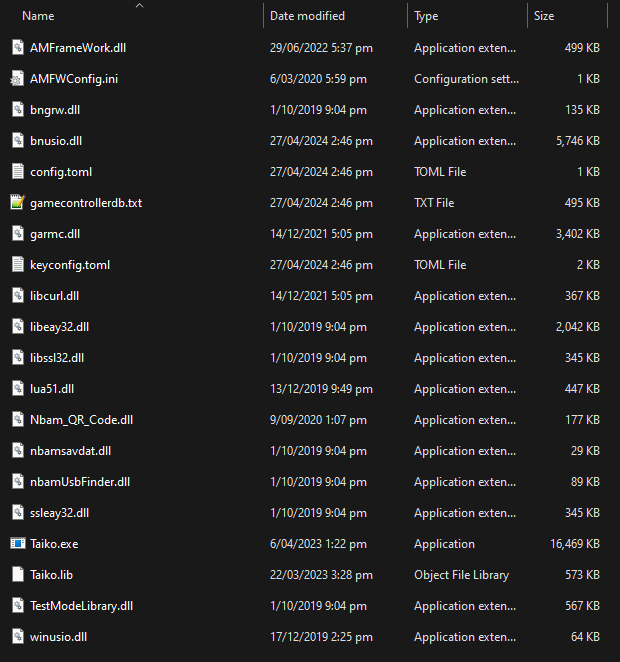 Name Date modified Type Size
AMFrameWork.dll 29/06/2022 5:37 pm Application exten... 499 KB
AMFWConfig.ini 6/03/2020 5:59 pm Configuration sett... 1 KB
bngrw.dll 1/10/2019 9:04 pm Application exten... 135 KB
bnusio.dll 27/04/2024 2:46 pm Application exten... 5,746 KB
config.toml 27/04/2024 2:46 pm TOML File 1 KB
gamecontrollerdb.txt 27/04/2024 2:46 pm TXT File 495 KB
garmc.dll 14/12/2021 5:05 pm Application exten... 3,402 KB
keyconfig.toml 27/04/2024 2:46 pm TOML File 2 KB
libcurl.dll 14/12/2021 5:05 pm Application exten... 367 KB
libeay32.dll 1/10/2019 9:04 pm Application exten... 2,042 KB
libssl32.dll 1/10/2019 9:04 pm Application exten... 345 KB
lua51.dll 13/12/2019 9:49 pm Application exten... 447 KB
Nbam_QR_Code.dll 9/09/2020 1:07 pm Application exten... 177 KB
nbamsavdat.dll 1/10/2019 9:04 pm Application exten... 29 KB
nbamUsbFinder.dll 1/10/2019 9:04 pm Application exten... 89 KB
ssleay32.dll 1/10/2019 9:04 pm Application exten... 345 KB
Taiko.exe 6/04/2023 1:22 pm Application 16,469 KB
Taiko.lib 22/03/2023 3:28 pm Object File Library 573 KB
TestModeLibrary.dll 1/10/2019 9:04 pm Application exten... 567 KB
winusio.dll 17/12/2019 2:25 pm Application exten... 64 KB